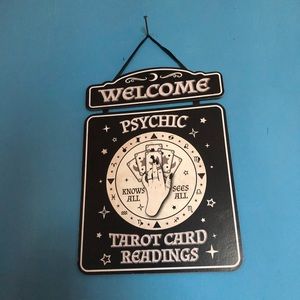 WELCOME
PSYCHIC
KNOWS SEES
ALL ALL
TAROT CARD
READINGS